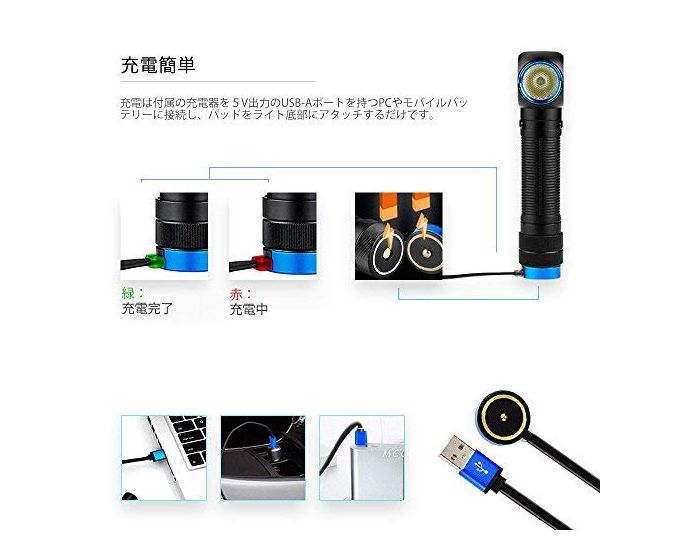 充電簡単
充電は付属の充電器を５V出力のUSB-Aポートを持つPCやモバイルバッ
テリーに接続し、パッドをライト底部にアタッチするだけです。
緑：
充電完了
赤：
充電中